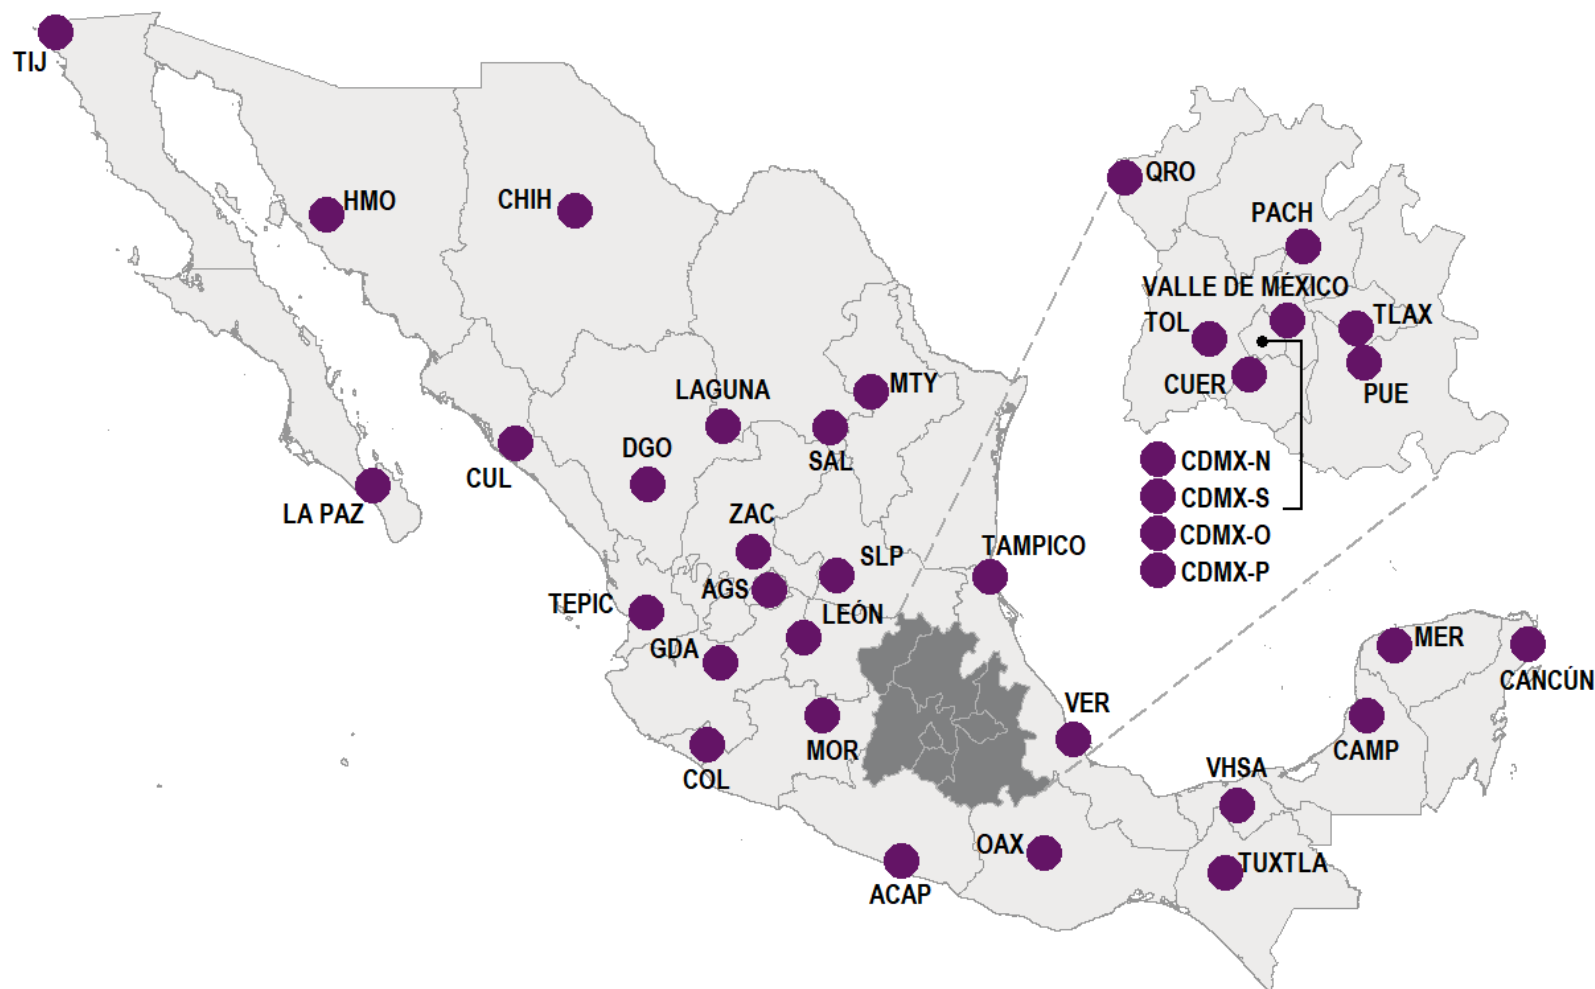 TIJ
QRO
HMO
CHIH
PACH
VALLE DE MÉXICO
TOL
TLAX
CUER
PUE
MTY
LAGUNA
DGO
SAL
CUL
CDMX-N
CDMX-S
CDMX-O
CDMX-P
LA PAZ
ZAC
SLP
TAMPICO
AGS
TEPIC
LEÓN
GDA
MER
CANCÚN
VER
MOR
CAMP
COL
VHSA
OAX
TUXTLA
ACAP